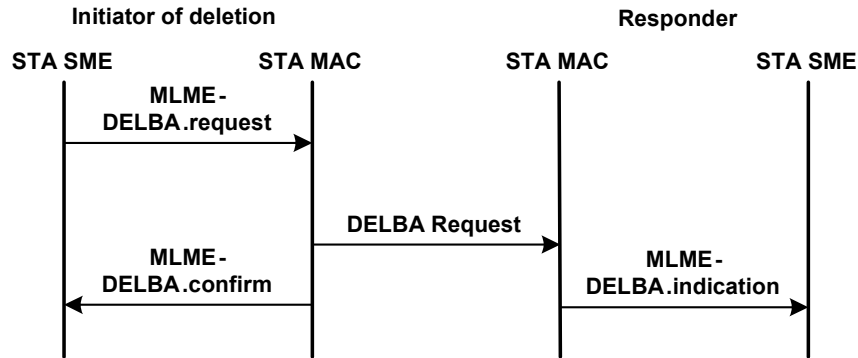 Initiator of deletion
Responder
STA SME
STA MAC
STA MAC
STA SME
MLME-
DELBA.request
DELBA Request
MLME-
DELBA.confirm
MLME-
DELBA.indication